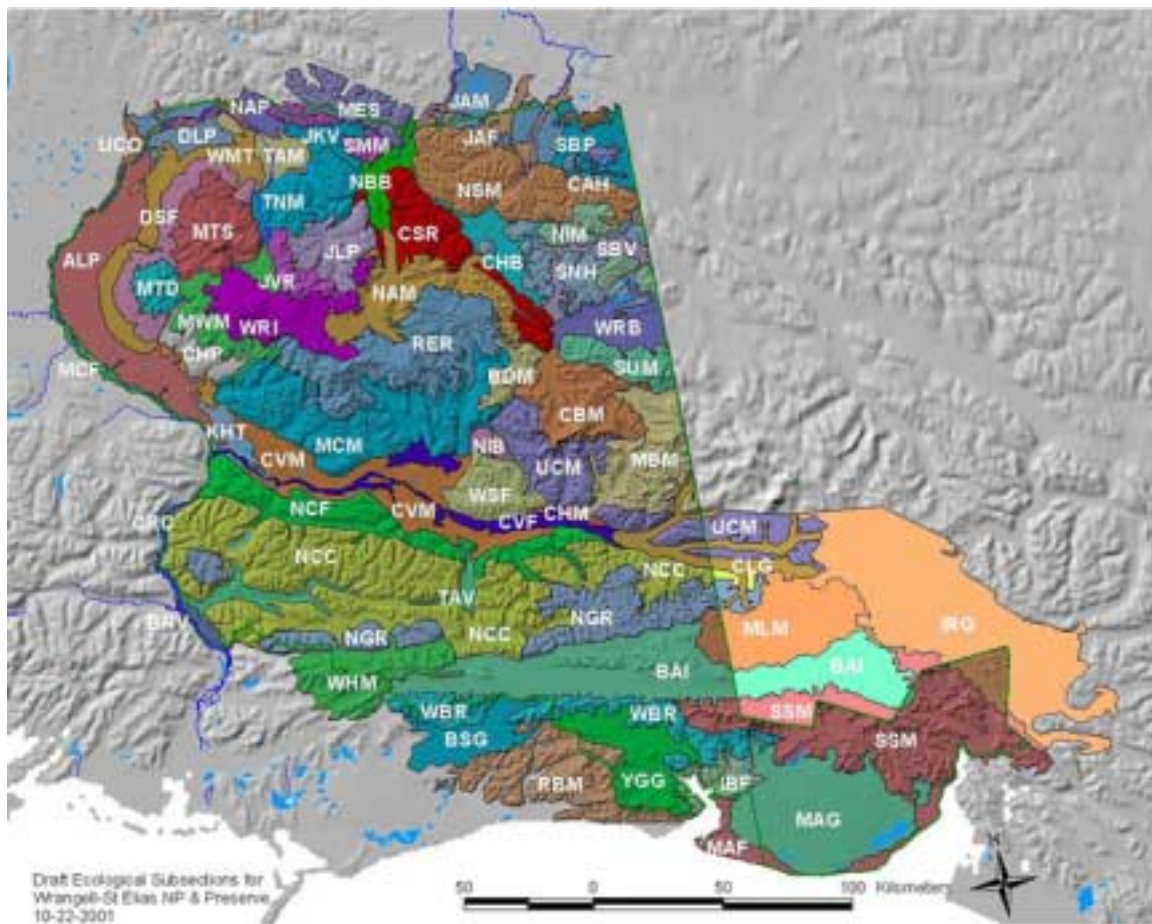 NAP
MES
JAM
UCO
DLP
JKV
SMM
JAF
SBP
WMT
TAM
NBB
NSM
CAH
TNM
DSF
MTS
CSR
NIM
SBV
ALP
JLP
CHB
SNH
MTD
JVR
NAM
MWM
WRI
RER
WRB
CHP
SUM
MCF
BDM
CBM
KHT
MCM
NIB
CVM
UCM
MBM
WSF
NCF
CVM
CVF
CHM
UCM
NCC
NCC
CLG
TAV
NGR
NGR
NCC
MLM
IRG
BAI
BAI
WHM
WBR
WBR
SSM
BSG
SSM
RBM
YGG
MAG
MAF
N
Draft Ecological Subsections for
Wrangell-St Elias NP & Preserve
10-22-2001
50 0 50 100 Kilometers